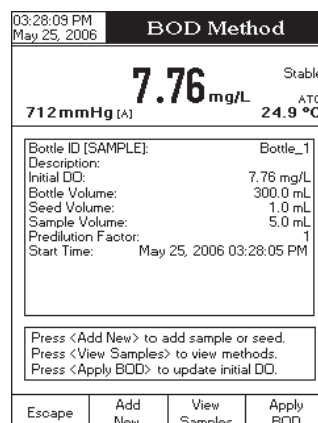 03:28:09 PM
May 25, 2006
BOD Method
7.76 mg/L
Stable
ATC
712mmHg [A]
24.9 °C
Bottle ID [SAMPLE]: Bottle_1
Description:
Initial DO: 7.76 mg/L
Bottle Volume: 300.0 mL
Seed Volume: 1.0 mL
Sample Volume: 5.0 mL
Predilution Factor: 1
Start Time: May 25, 2006 03:28:05 PM
Press <Add New> to add sample or seed.
Press <View Samples> to view methods.
Press <Apply BOD> to update initial DO.
Escape
Add New
View Samples
Apply BOD